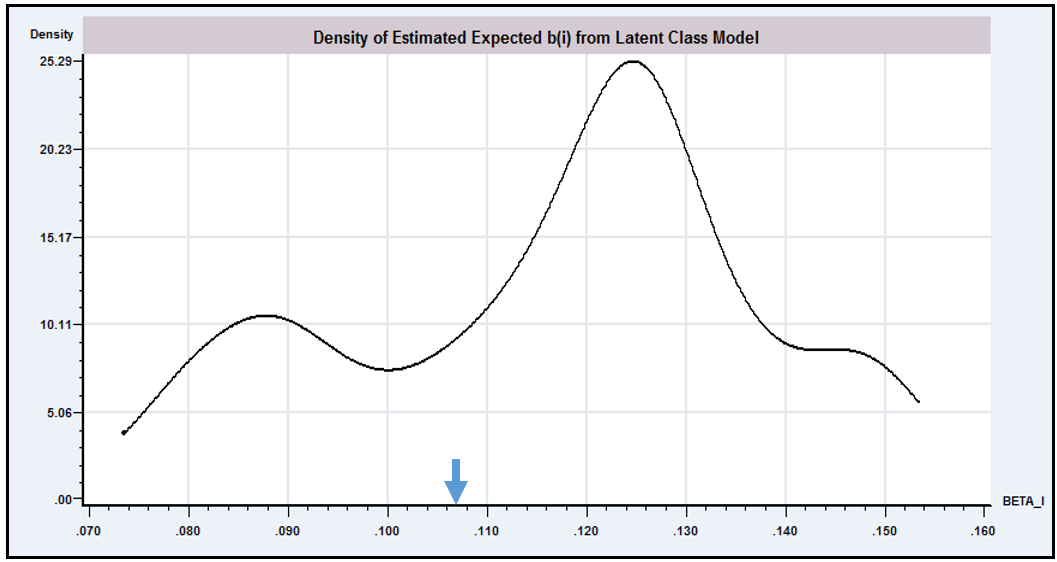 Density of Estimated Expected b(i) from Latent Class Model
Density
25.29
20.23
15.17
10.11
5.06
.00
BETA_I
.070 .080 .090 .100 .110 .120 .130 .140 .150 .160